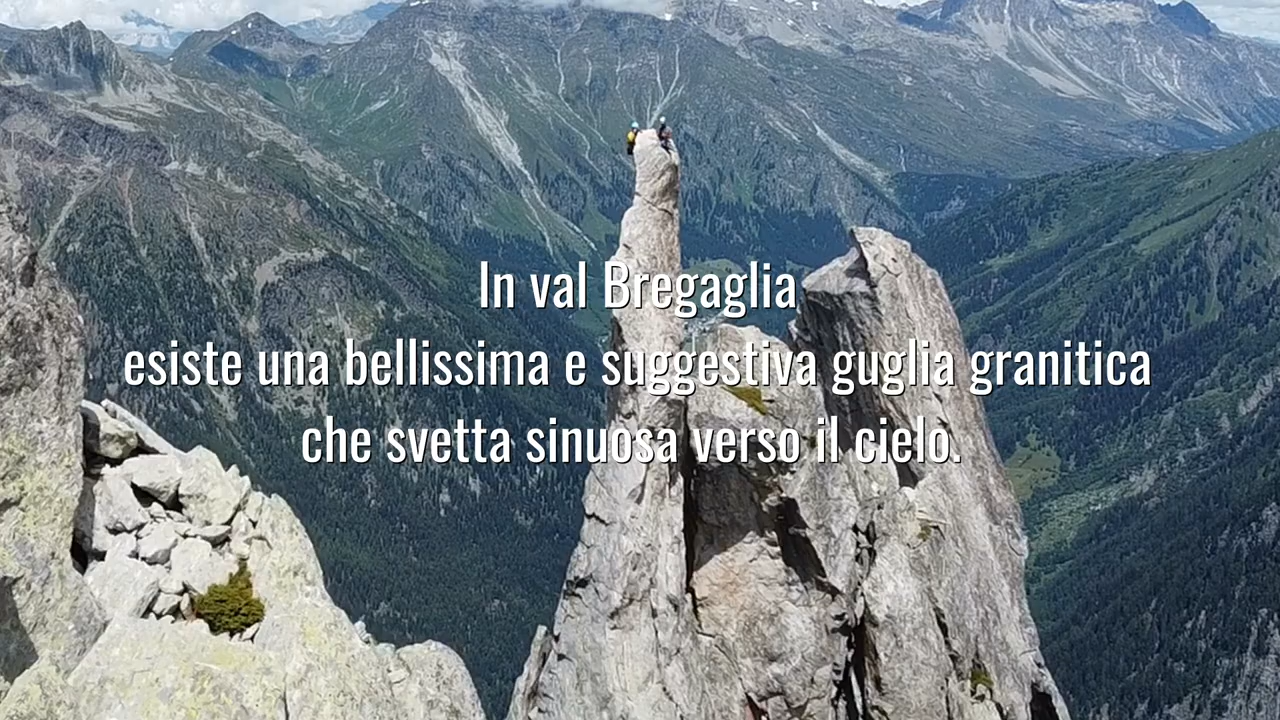 In val Bregaglia
esiste una bellissima e suggestiva guglia granitica
che svetta sinuosa verso il cielo.